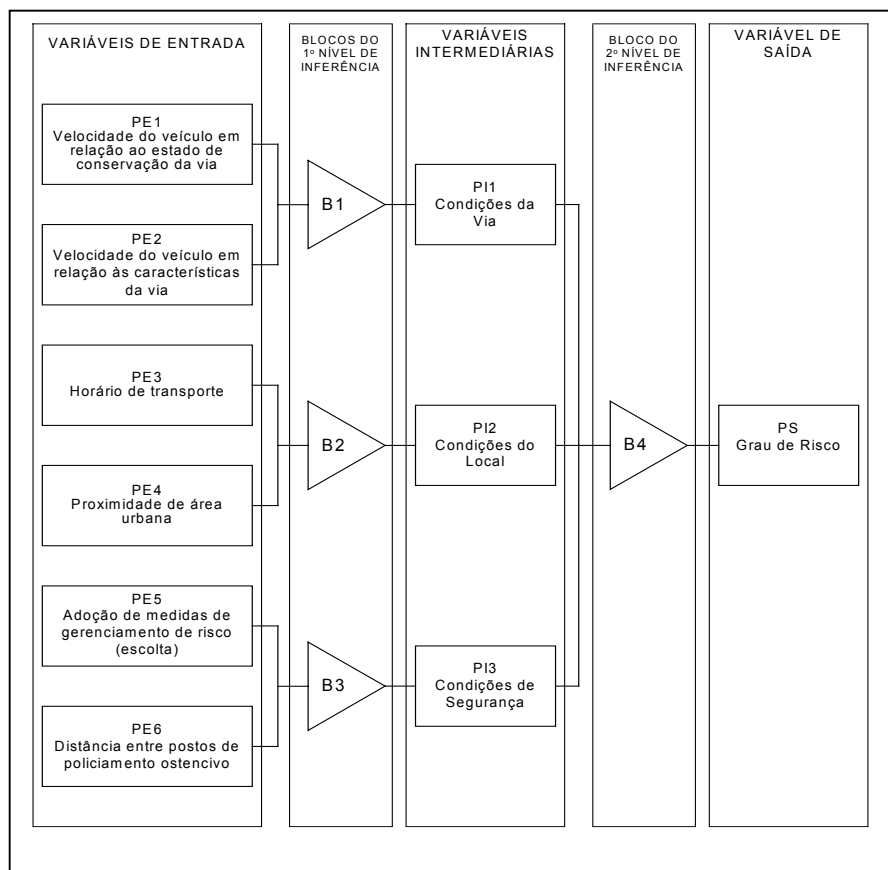 VARIÁVEIS DE ENTRADA
BLOCOS DO
1º NÍVEL DE
INFERÊNCIA
VARIÁVEIS
INTERMEDIÁRIAS
BLOCO DO
2º NÍVEL DE
INFERÊNCIA
VARIÁVEL DE
SAÍDA
PE1
Velocidade do veículo em
relação ao estado de
conservação da via
PE2
Velocidade do veículo em
relação às características
da via
B1
PI1
Condições da
Via
PE3
Horário de transporte
PE4
Proximidade de área
urbana
B2
PI2
Condições do
Local
B4
PS
Grau de Risco
PE5
Adoção de medidas de
gerenciamento de risco
(escolta)
PE6
Distância entre postos de
policiamento ostencivo
B3
PI3
Condições de
Segurança